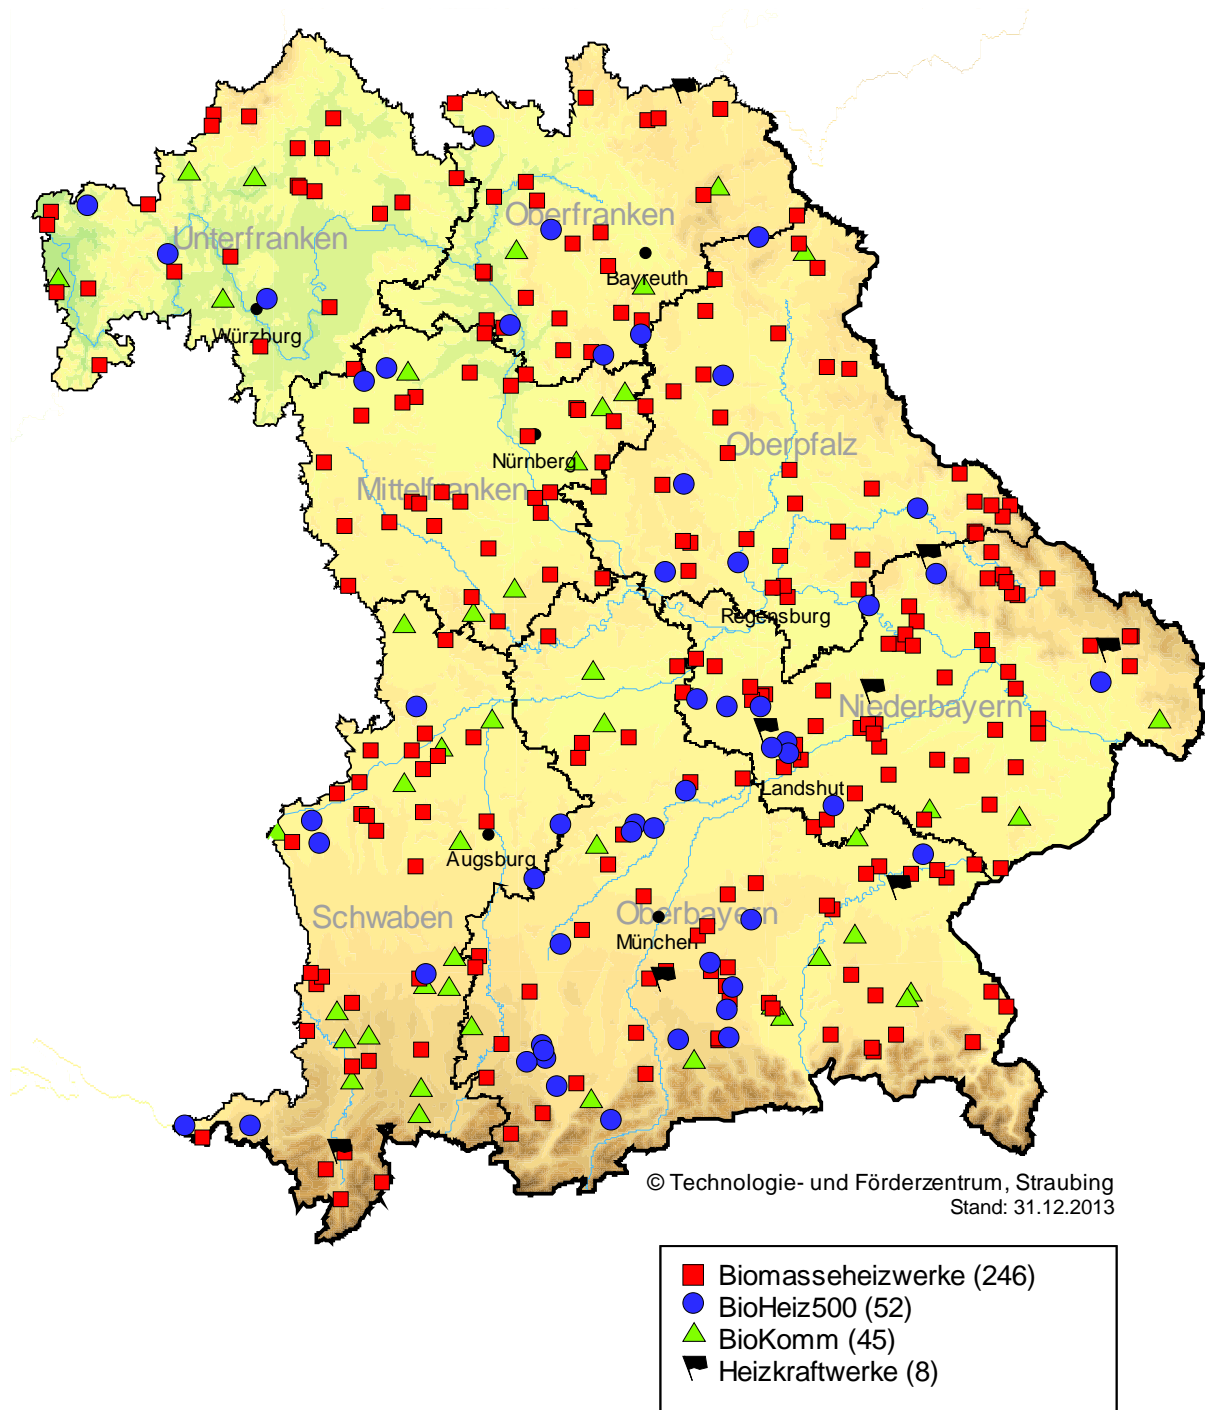 Oberfranken
Unterfranken
Bayreuth
Würzburg
Oberpfalz
Nürnberg
Mittelfranken
Regensburg
Niederbayern
Landshut
Augsburg
Schwaben
Oberbayern
München
© Technologie- und Förderzentrum, Straubing
Stand: 31.12.2013
Biomasseheizwerke (246)
BioHeiz500 (52)
BioKomm (45)
Heizkraftwerke (8)